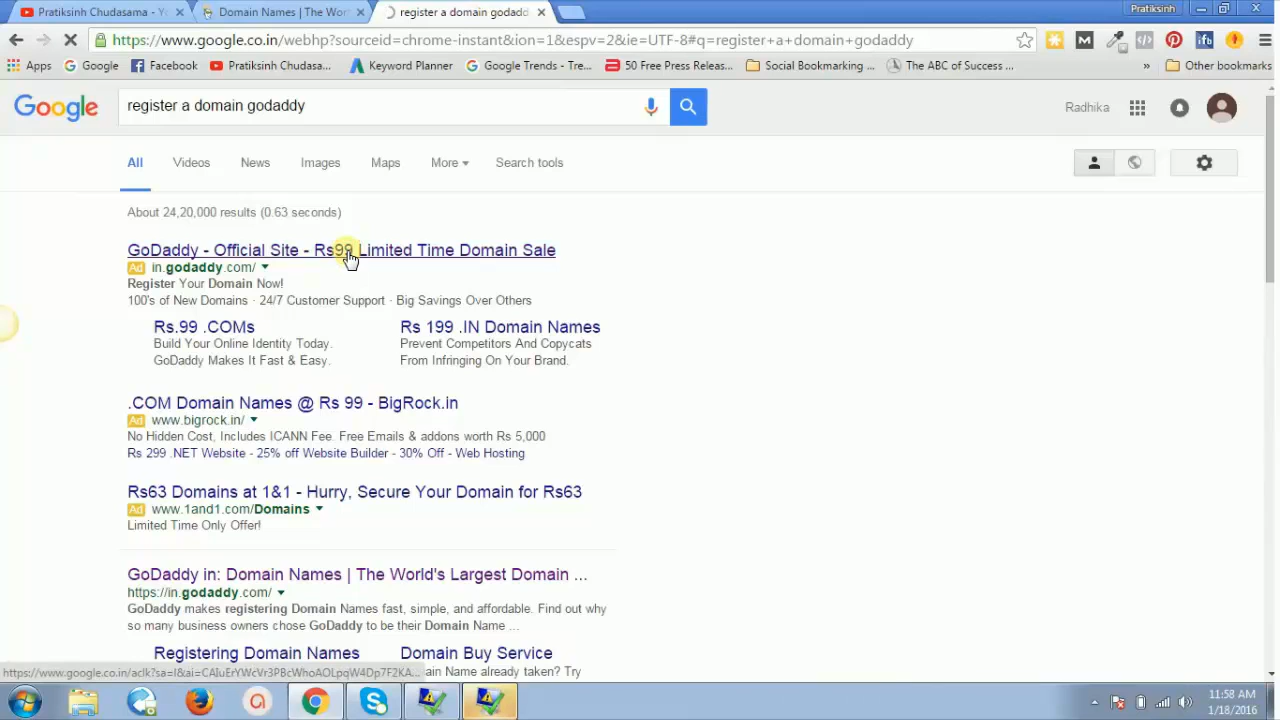 Pratiksinh Chudasama - Yo
Domain Names | The Worl
register a domain godadd
Pratiksinh
https://www.google.co.in/webhp?sourceid=chrome-instant&ion=1&espv=2&ie=UTF-8#q=register+a+domain+godaddy
Apps
Google
Facebook
Pratiksinh Chudasa...
Keyword Planner
Google Trends - Tre...
50 Free Press Releas...
Social Bookmarking ...
The ABC of Success ...
»
Other bookmarks
Google
register a domain godaddy
Radhika
All
Videos
News
Images
Maps
More
Search tools
About 24,20,000 results (0.63 seconds)
GoDaddy - Official Site - Rs99 Limited Time Domain Sale
Ad in.godaddy.com/
Register Your Domain Now!
100's of New Domains · 24/7 Customer Support · Big Savings Over Others
Rs.99 .COMs
Build Your Online Identity Today.
GoDaddy Makes It Fast & Easy.
Rs 199 .IN Domain Names
Prevent Competitors And Copycats
From Infringing On Your Brand.
.COM Domain Names @ Rs 99 - BigRock.in
Ad www.bigrock.in/
No Hidden Cost, Includes ICANN Fee. Free Emails & addons worth Rs 5,000
Rs 299 .NET Website - 25% off Website Builder - 30% Off - Web Hosting
Rs63 Domains at 1&1 - Hurry, Secure Your Domain for Rs63
Ad www.1and1.com/Domains
Limited Time Only Offer!
GoDaddy in: Domain Names | The World's Largest Domain ...
https://in.godaddy.com/
GoDaddy makes registering Domain Names fast, simple, and affordable. Find out why
so many business owners chose GoDaddy to be their Domain Name ...
Registering Domain Names
Domain Buy Service
ain Name already taken? Try
11:58 AM
1/18/2016